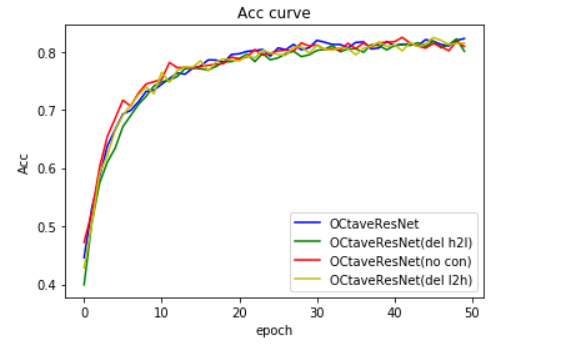 Acc curve
0.8
0.7
0.6
0.5
0.4
Acc
0
10
20
30
40
50
epoch
OCtaveResNet
OCtaveResNet(del h2l)
OCtaveResNet(no con)
OCtaveResNet(del l2h)